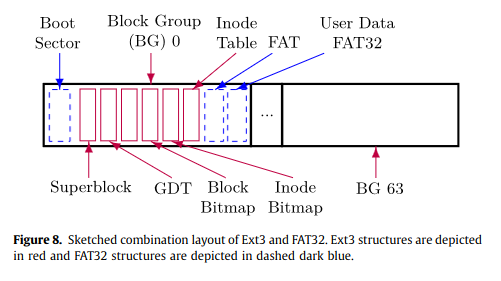 Boot
Sector
Block Group
(BG) 0
Inode
Table
FAT
User Data
FAT32
...
Superblock
GDT
Block
Bitmap
Inode
Bitmap
BG 63
Figure 8. Sketched combination layout of Ext3 and FAT32. Ext3 structures are depicted
in red and FAT32 structures are depicted in dashed dark blue.